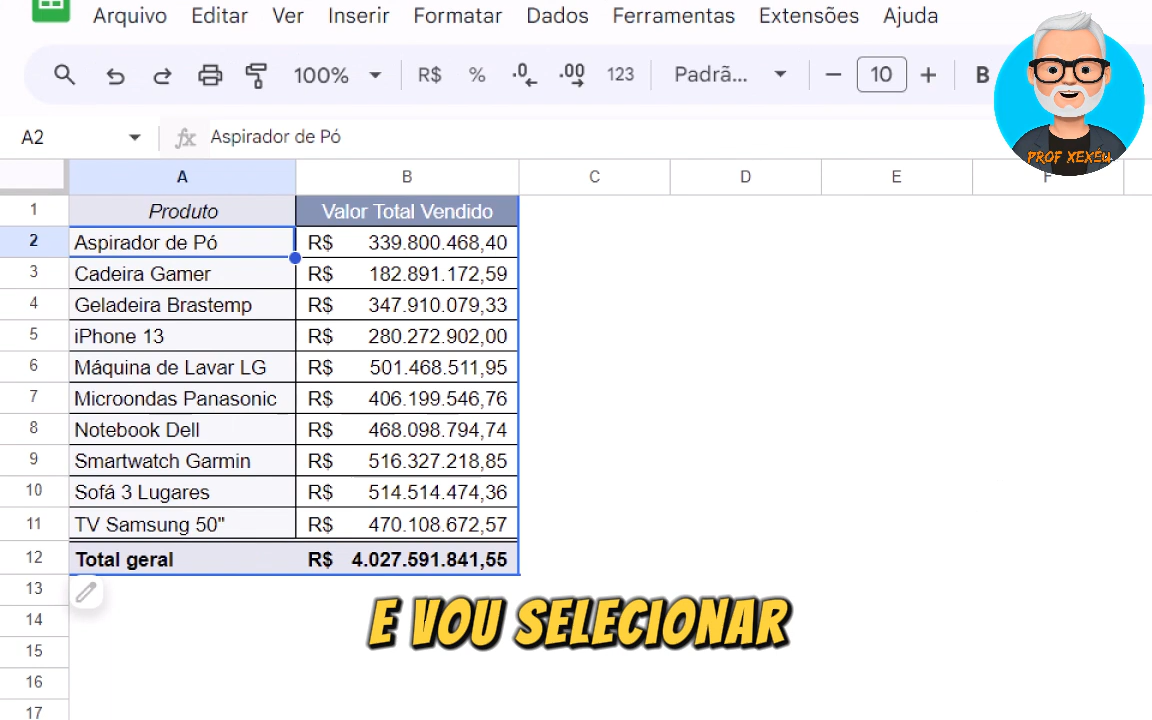 Arquivo Editar Ver Inserir Formatar Dados Ferramentas Extensões Ajuda
100% R$ % .0 .00 123 Padrã... 10 B
PROF XEXEU
A2 fx Aspirador de Pó
A B C D E F
1 Produto Valor Total Vendido
2 Aspirador de Pó R$ 339.800.468,40
3 Cadeira Gamer R$ 182.891.172,59
4 Geladeira Brastemp R$ 347.910.079,33
5 iPhone 13 R$ 280.272.902,00
6 Máquina de Lavar LG R$ 501.468.511,95
7 Microondas Panasonic R$ 406.199.546,76
8 Notebook Dell R$ 468.098.794,74
9 Smartwatch Garmin R$ 516.327.218,85
10 Sofá 3 Lugares R$ 514.514.474,36
11 TV Samsung 50" R$ 470.108.672,57
12 Total geral R$ 4.027.591.841,55
13
14
E VOU SELECIONAR
15
16
17